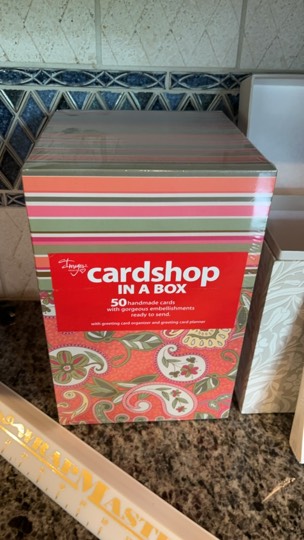 cardshop
IN A BOX
50 handmade cards
with gorgeous embellishments
ready to send.
with greeting card organizer and greeting card planner